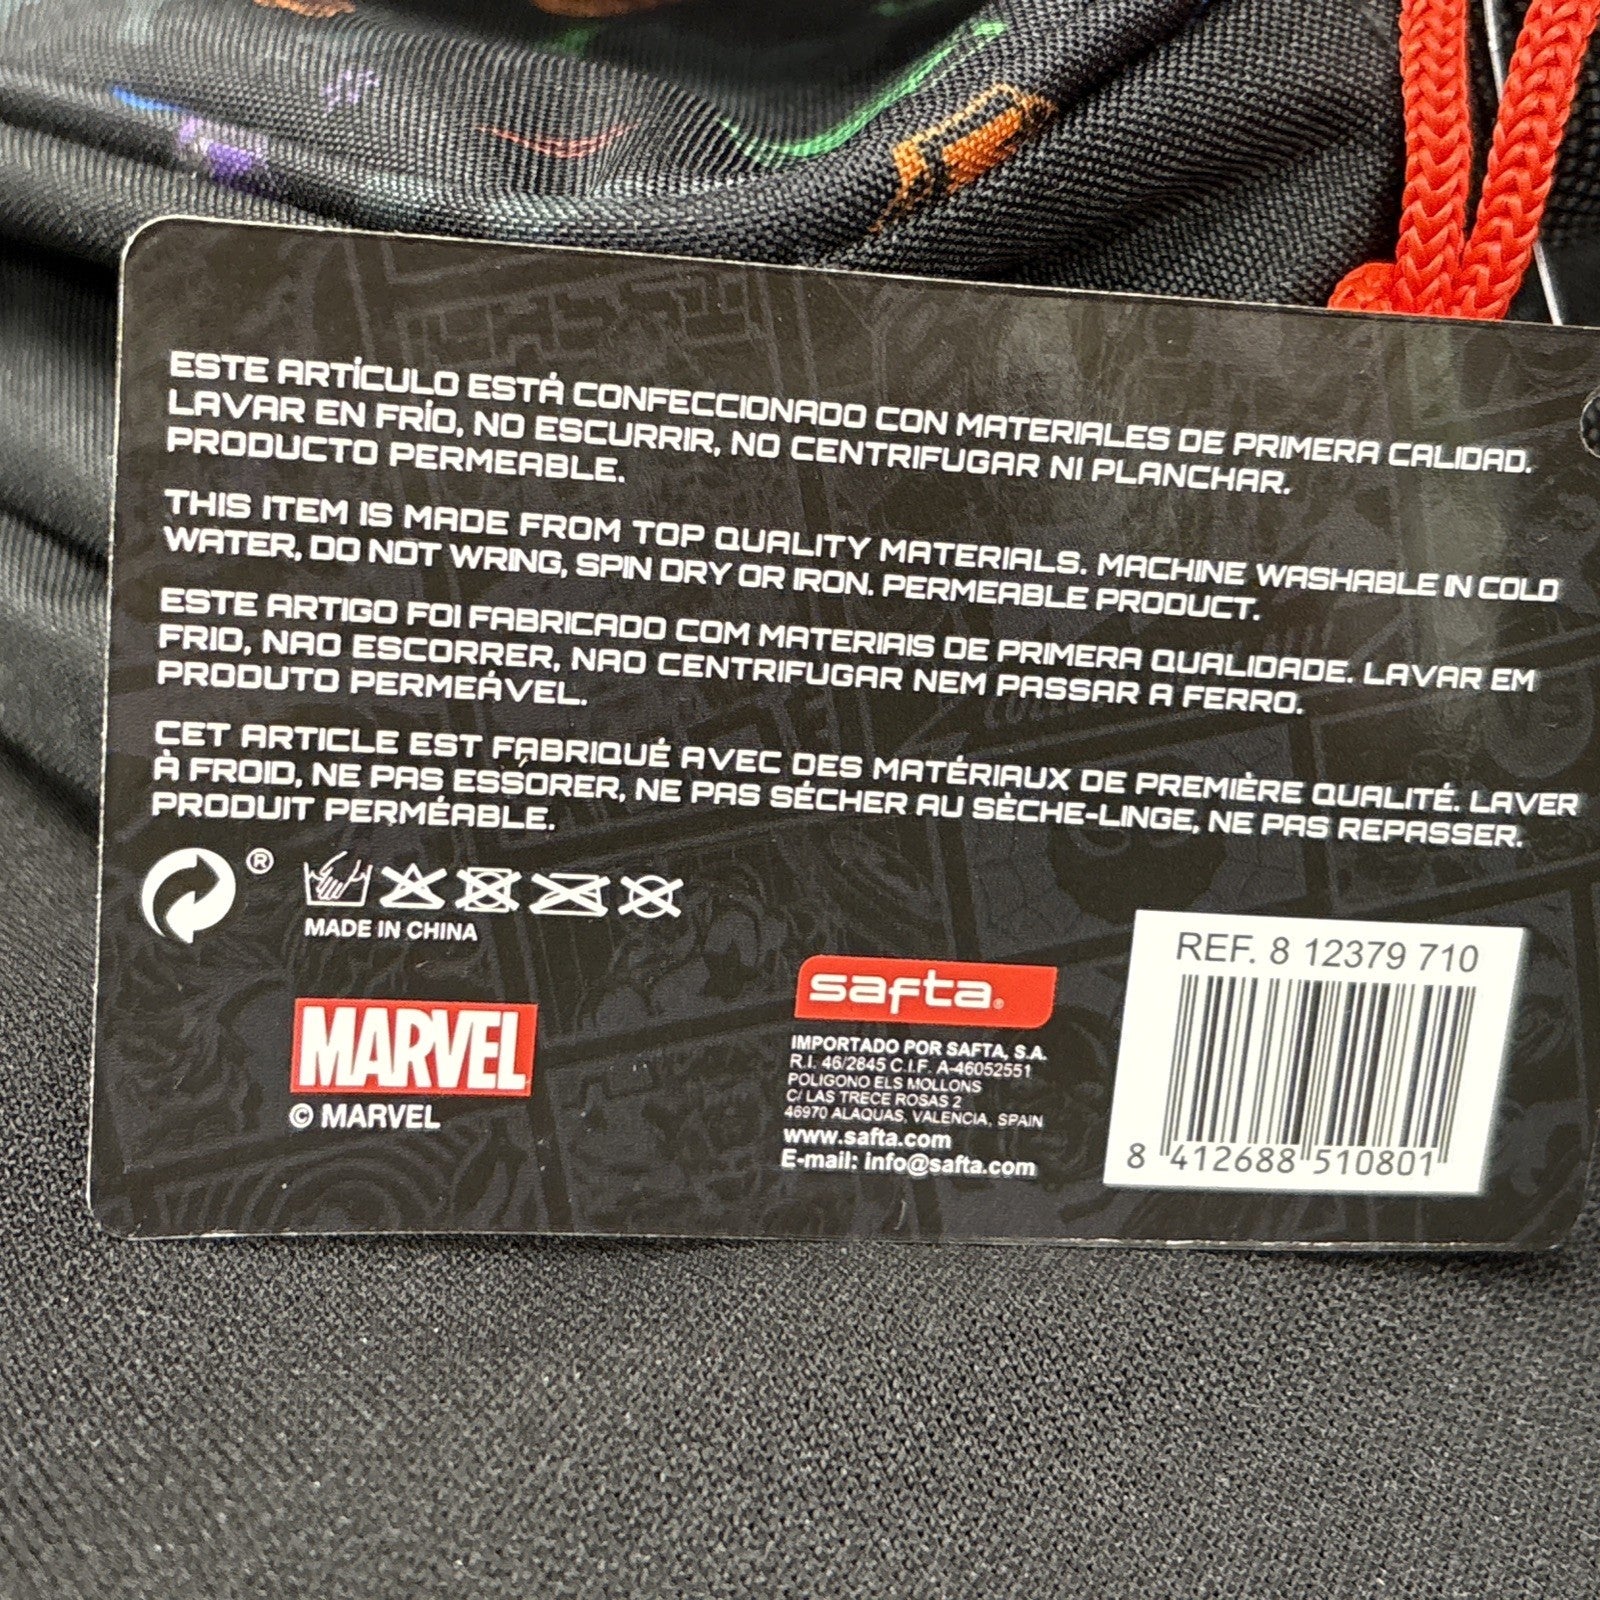 ESTE ARTÍCULO ESTÁ CONFECCIONADO CON MATERIALES DE PRIMERA CALIDAD.
LAVAR EN FRÍO, NO ESCURRIR, NO CENTRIFUGAR NI PLANCHAR.
PRODUCTO PERMEABLE.
THIS ITEM IS MADE FROM TOP QUALITY MATERIALS. MACHINE WASHABLE IN COLD
WATER, DO NOT WRING, SPIN DRY OR IRON. PERMEABLE PRODUCT.
ESTE ARTIGO FOI FABRICADO COM MATERIAIS DE PRIMERA QUALIDADE. LAVAR EM
FRIO, NAO ESCORRER, NAO CENTRIFUGAR NEM PASSAR A FERRO.
PRODUTO PERMEÁVEL.
CET ARTICLE EST FABRIQUÉ AVEC DES MATÉRIAUX DE PREMIÈRE QUALITÉ. LAVER
À FROID, NE PAS ESSORER, NE PAS SÉCHER AU SÈCHE-LINGE, NE PAS REPASSER.
PRODUIT PERMÉABLE.
®
MADE IN CHINA
MARVEL
© MARVEL
safta®
IMPORTADO POR SAFTA, S.A.
R.I. 46/2845 C.I.F. A-46052551
POLIGONO ELS MOLLONS
C/ LAS TRECE ROSAS 2
46970 ALAQUAS, VALENCIA, SPAIN
www.safta.com
E-mail: info@safta.com
REF. 8 12379 710
8 412688 510801